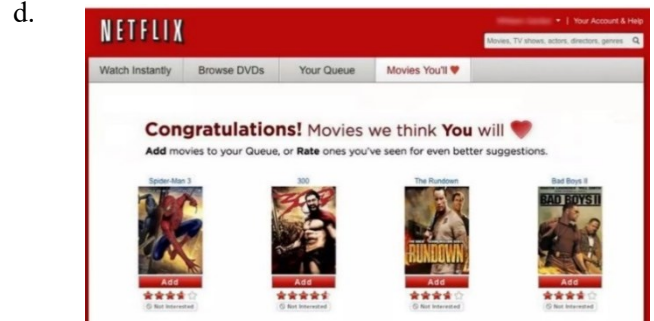 d.
NETFLIX
| Your Account & Help
Movies, TV shows, actors, directors, genres
Watch Instantly Browse DVDs Your Queue Movies You'll ♥
Congratulations! Movies we think You will ♥
Add movies to your Queue, or Rate ones you've seen for even better suggestions.
Spider-Man 3 300 The Rundown Bad Boys II
300 RUNDOWN BAD BOYS II
Add Add Add Add
Not Interested Not Interested Not Interested Not Interested